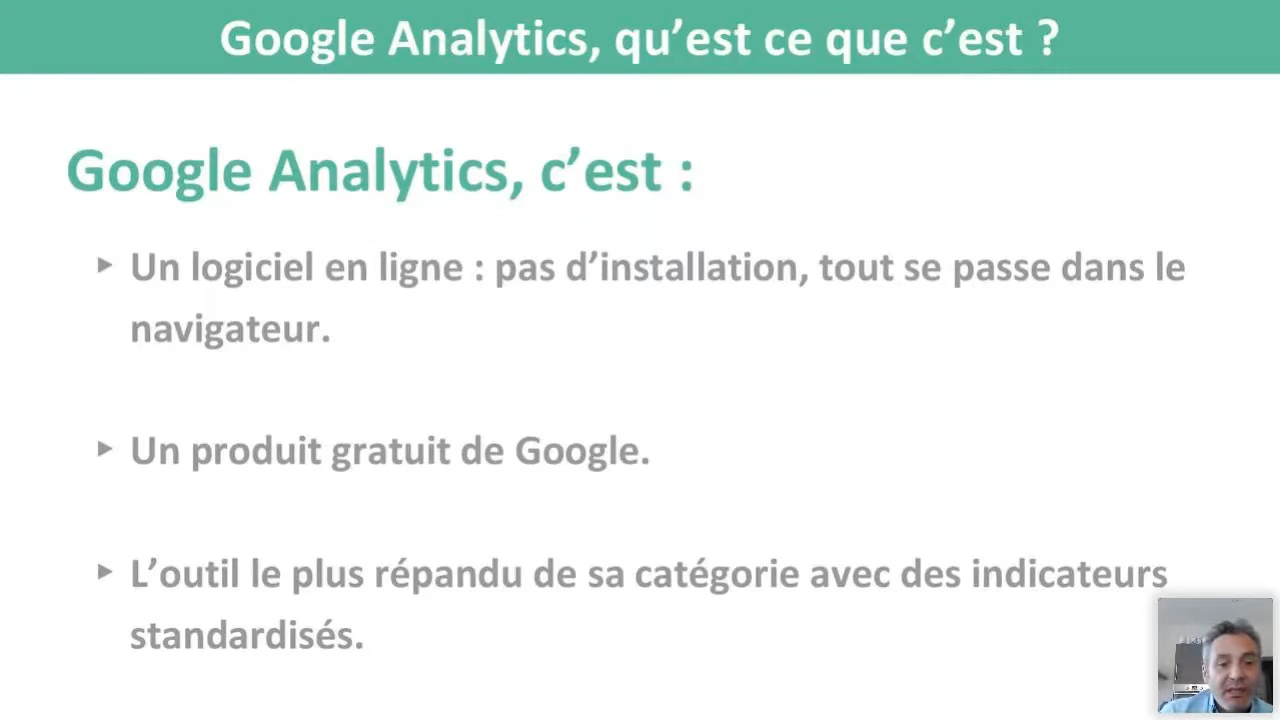 Google Analytics, qu’est ce que c’est ?
Google Analytics, c’est :
Un logiciel en ligne : pas d’installation, tout se passe dans le
navigateur.
Un produit gratuit de Google.
L’outil le plus répandu de sa catégorie avec des indicateurs
standardisés.